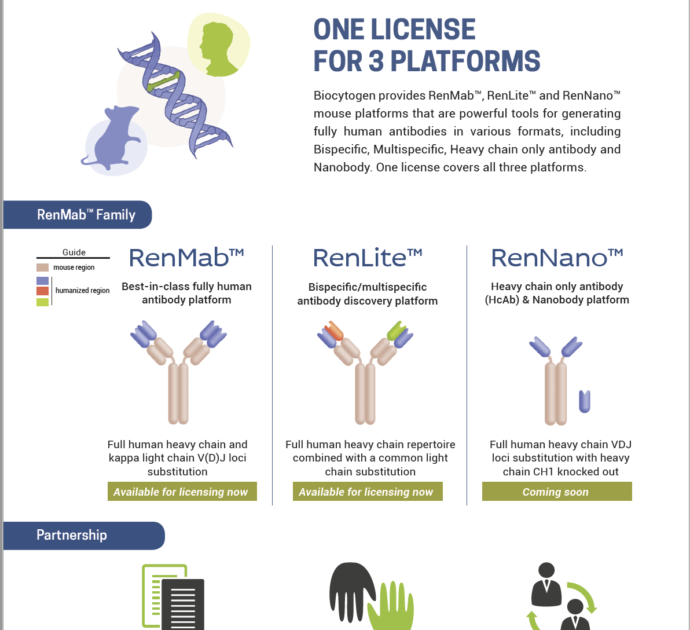 ONE LICENSE
FOR 3 PLATFORMS
Biocytogen provides RenMab™, RenLite™ and RenNano™
mouse platforms that are powerful tools for generating
fully human antibodies in various formats, including
Bispecific, Multispecific, Heavy chain only antibody and
Nanobody. One license covers all three platforms.
RenMab™ Family
Guide
mouse region
humanized region
RenMab™
Best-in-class fully human
antibody platform
Full human heavy chain and
kappa light chain V(D)J loci
substitution
Available for licensing now
RenLite™
Bispecific/multispecific
antibody discovery platform
Full human heavy chain repertoire
combined with a common light
chain substitution
Available for licensing now
RenNano™
Heavy chain only antibody
(HcAb) & Nanobody platform
Full human heavy chain VDJ
loci substitution with heavy
chain CH1 knocked out
Coming soon
Partnership